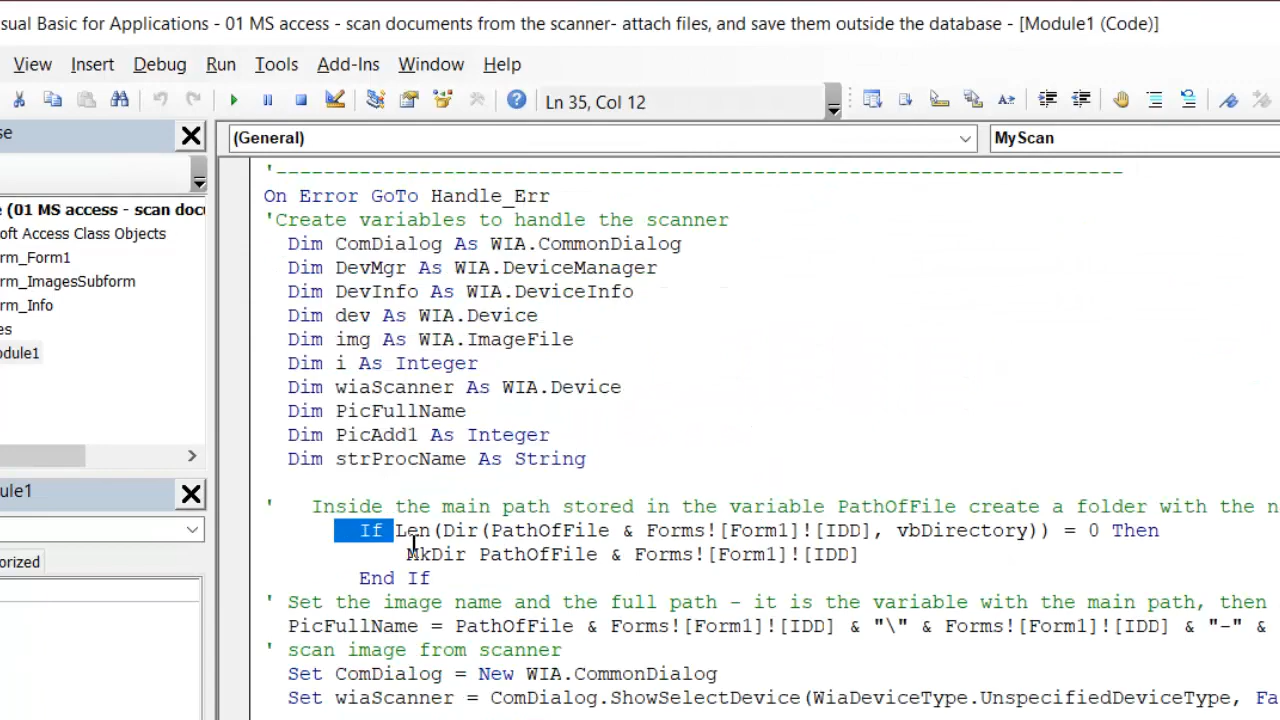 sual Basic for Applications - 01 MS access - scan documents from the scanner- attach files, and save them outside the database - [Module1 (Code)]
View Insert Debug Run Tools Add-Ins Window Help
Ln 35, Col 12
se
(General) MyScan
e (01 MS access - scan docu
oft Access Class Objects
rm_Form1
rm_ImagesSubform
rm_Info
es
odule1
ule1
orized
'-------------------------------------------------------------------------
On Error GoTo Handle_Err
'Create variables to handle the scanner
Dim ComDialog As WIA.CommonDialog
Dim DevMgr As WIA.DeviceManager
Dim DevInfo As WIA.DeviceInfo
Dim dev As WIA.Device
Dim img As WIA.ImageFile
Dim i As Integer
Dim wiaScanner As WIA.Device
Dim PicFullName
Dim PicAdd1 As Integer
Dim strProcName As String
' Inside the main path stored in the variable PathOfFile create a folder with the n
If Len(Dir(PathOfFile & Forms![Form1]![IDD], vbDirectory)) = 0 Then
MkDir PathOfFile & Forms![Form1]![IDD]
End If
' Set the image name and the full path - it is the variable with the main path, then
PicFullName = PathOfFile & Forms![Form1]![IDD] & "\" & Forms![Form1]![IDD] & "-" &
' scan image from scanner
Set ComDialog = New WIA.CommonDialog
Set wiaScanner = ComDialog.ShowSelectDevice(WiaDeviceType.UnspecifiedDeviceType, Fa